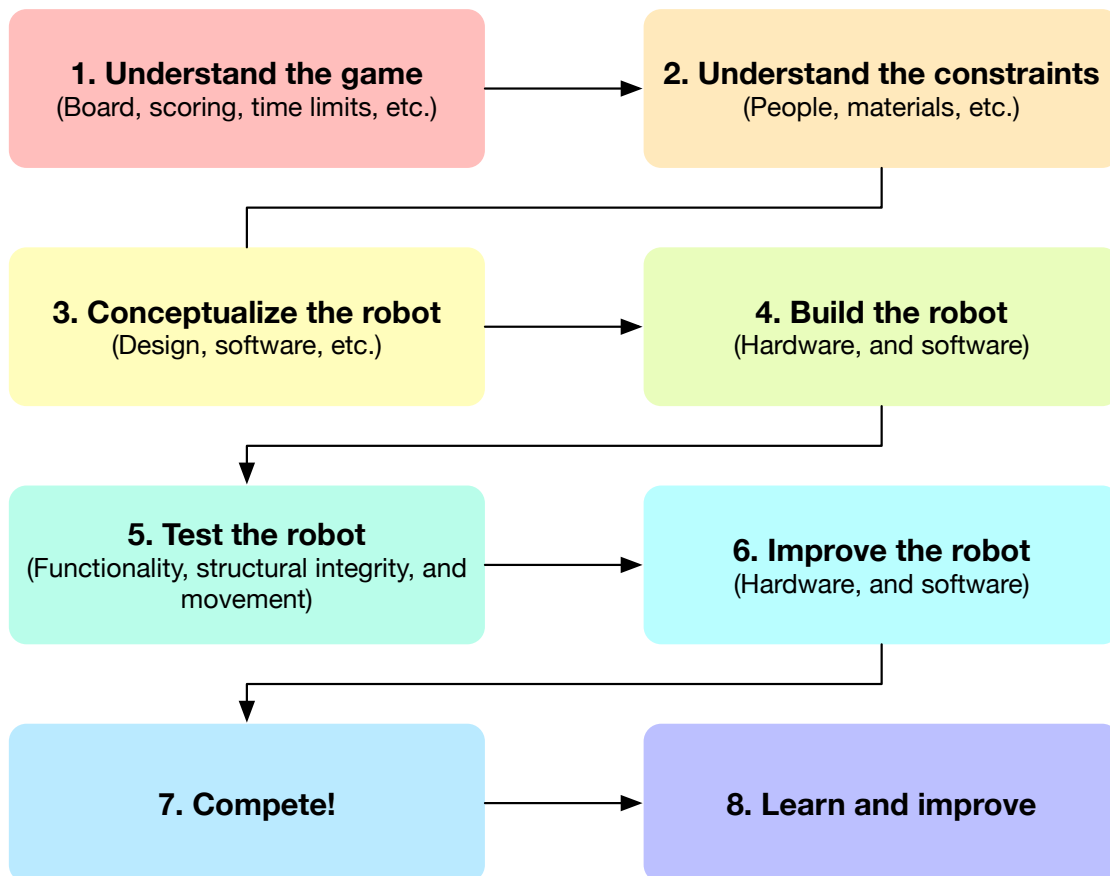 1. Understand the game
(Board, scoring, time limits, etc.)
2. Understand the constraints
(People, materials, etc.)
3. Conceptualize the robot
(Design, software, etc.)
4. Build the robot
(Hardware, and software)
5. Test the robot
(Functionality, structural integrity, and
movement)
6. Improve the robot
(Hardware, and software)
7. Compete!
8. Learn and improve